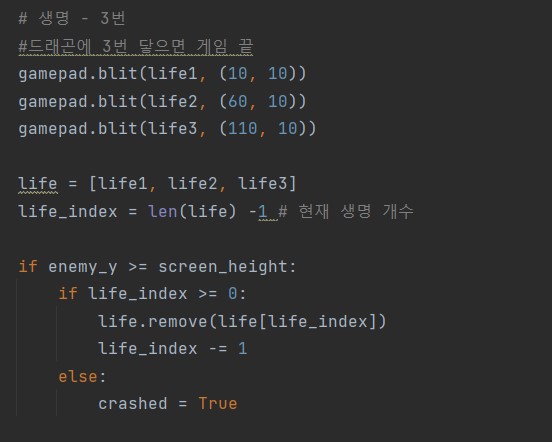 # 생명 - 3번
#드래곤에 3번 닿으면 게임 끝
gamepad.blit(life1, (10, 10))
gamepad.blit(life2, (60, 10))
gamepad.blit(life3, (110, 10))
life = [life1, life2, life3]
life_index = len(life) -1 # 현재 생명 개수
if enemy_y >= screen_height:
if life_index >= 0:
life.remove(life[life_index])
life_index -= 1
else:
crashed = True